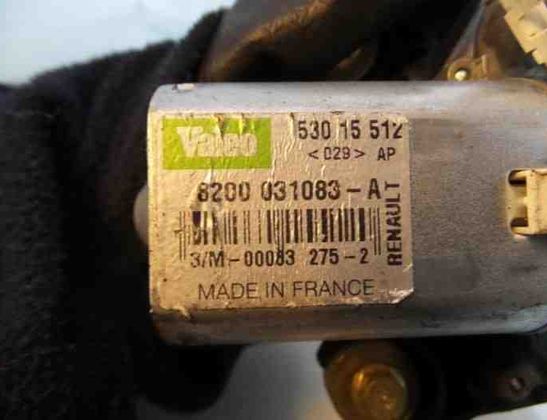 Valeo
530 15 512
<029> AP
8200 031083-A
3/M-00083 275-2
RENAULT
MADE IN FRANCE